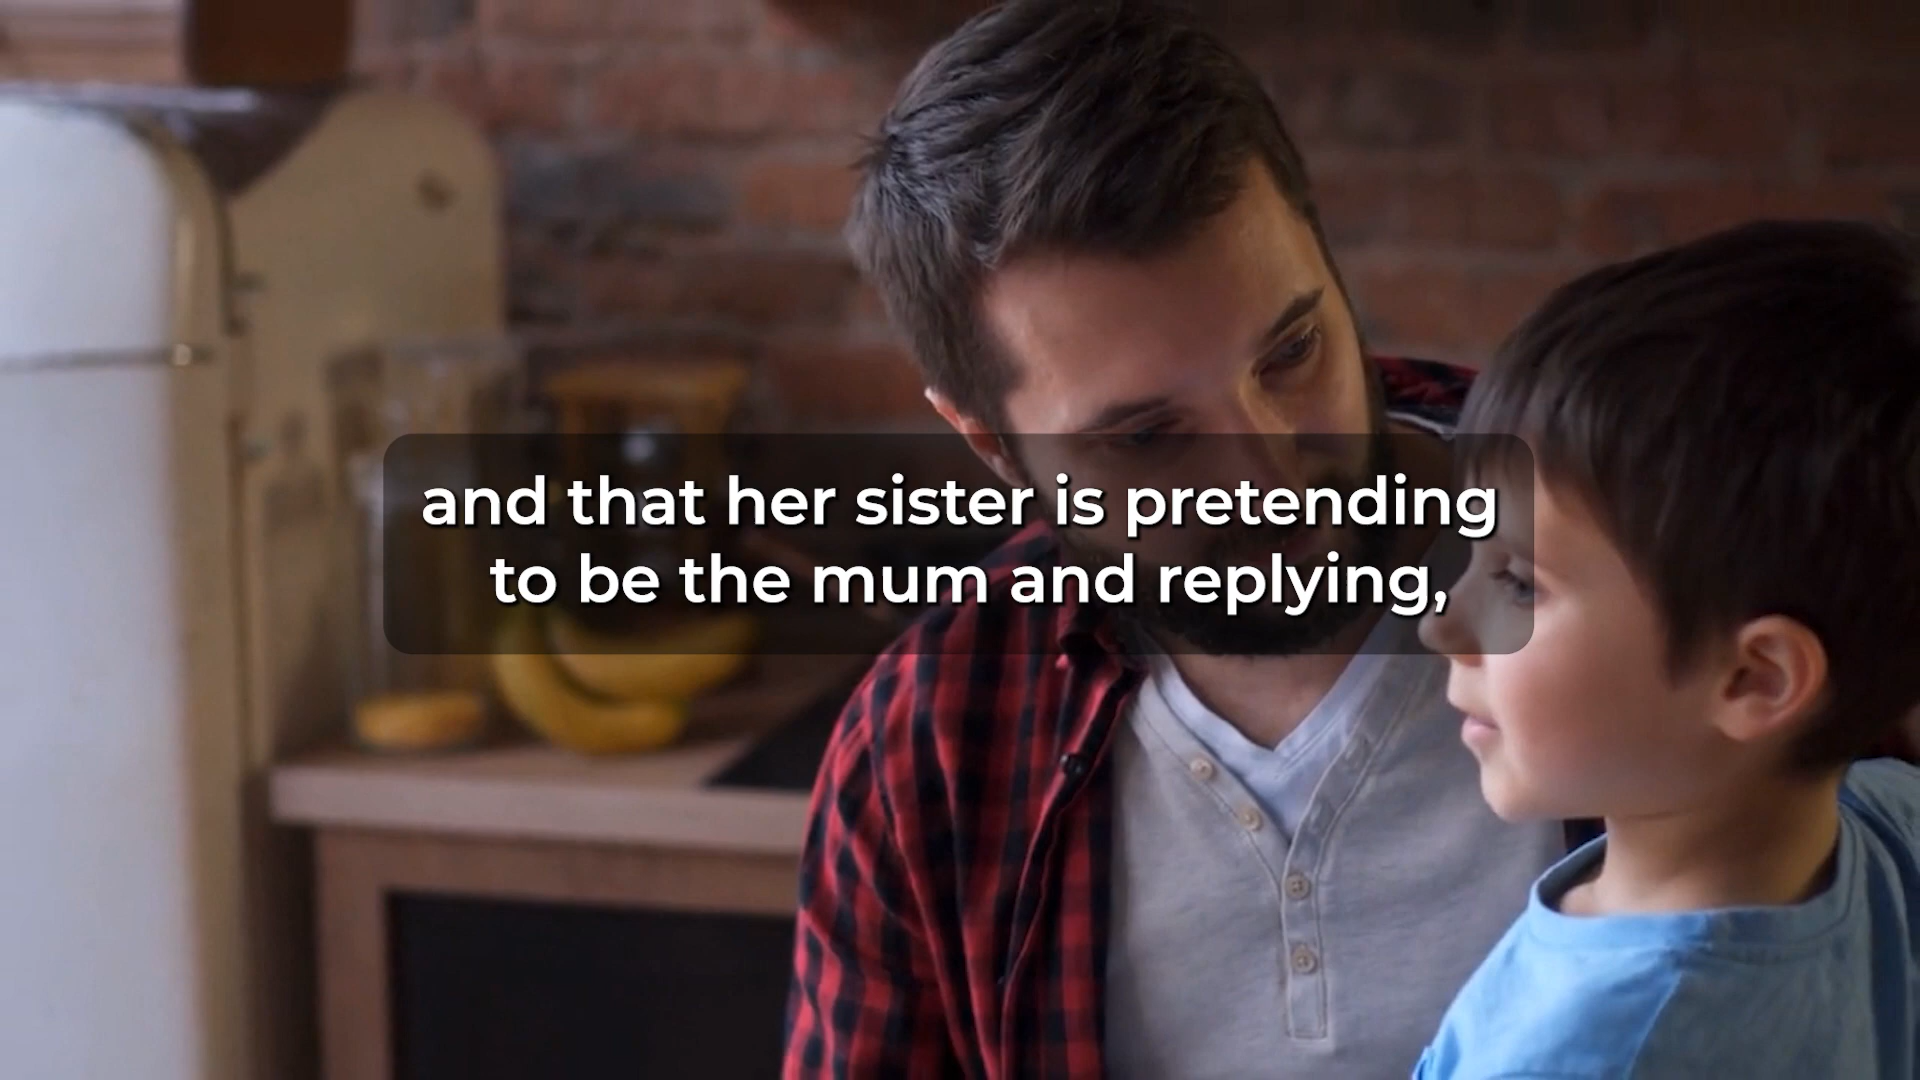 and that her sister is pretending
to be the mum and replying,